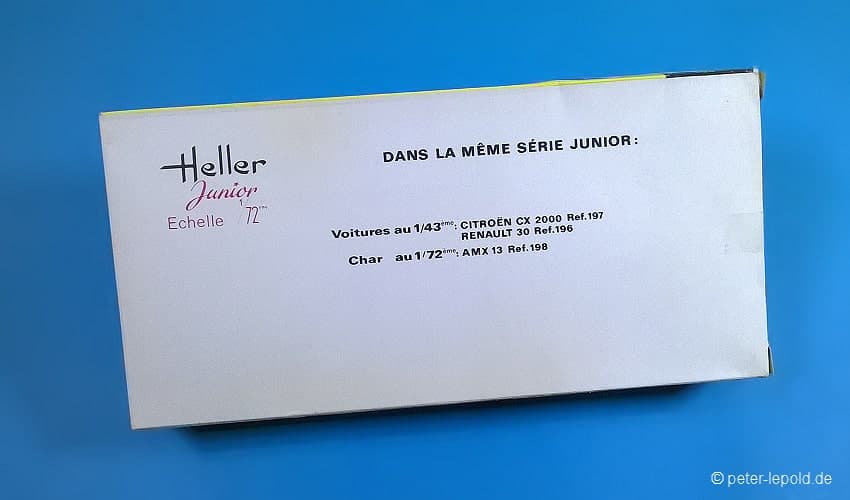 Heller
Junior
Echelle 1/72ème
DANS LA MÊME SÉRIE JUNIOR:
Voitures au 1/43ème: CITROËN CX 2000 Ref.197
RENAULT 30 Ref.196
Char au 1/72ème: AMX 13 Ref.198
© peter-lepold.de